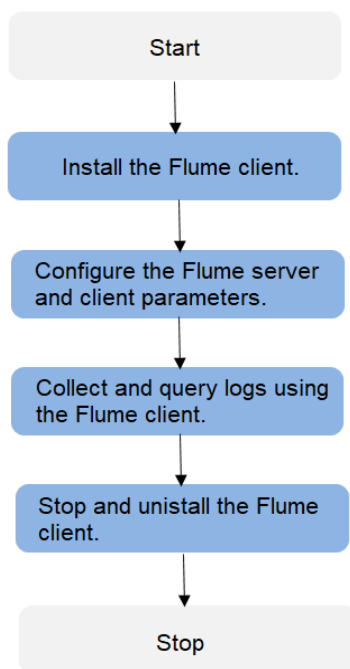 Start
Install the Flume client.
Configure the Flume server
and client parameters.
Collect and query logs using
the Flume client.
Stop and unistall the Flume
client.
Stop